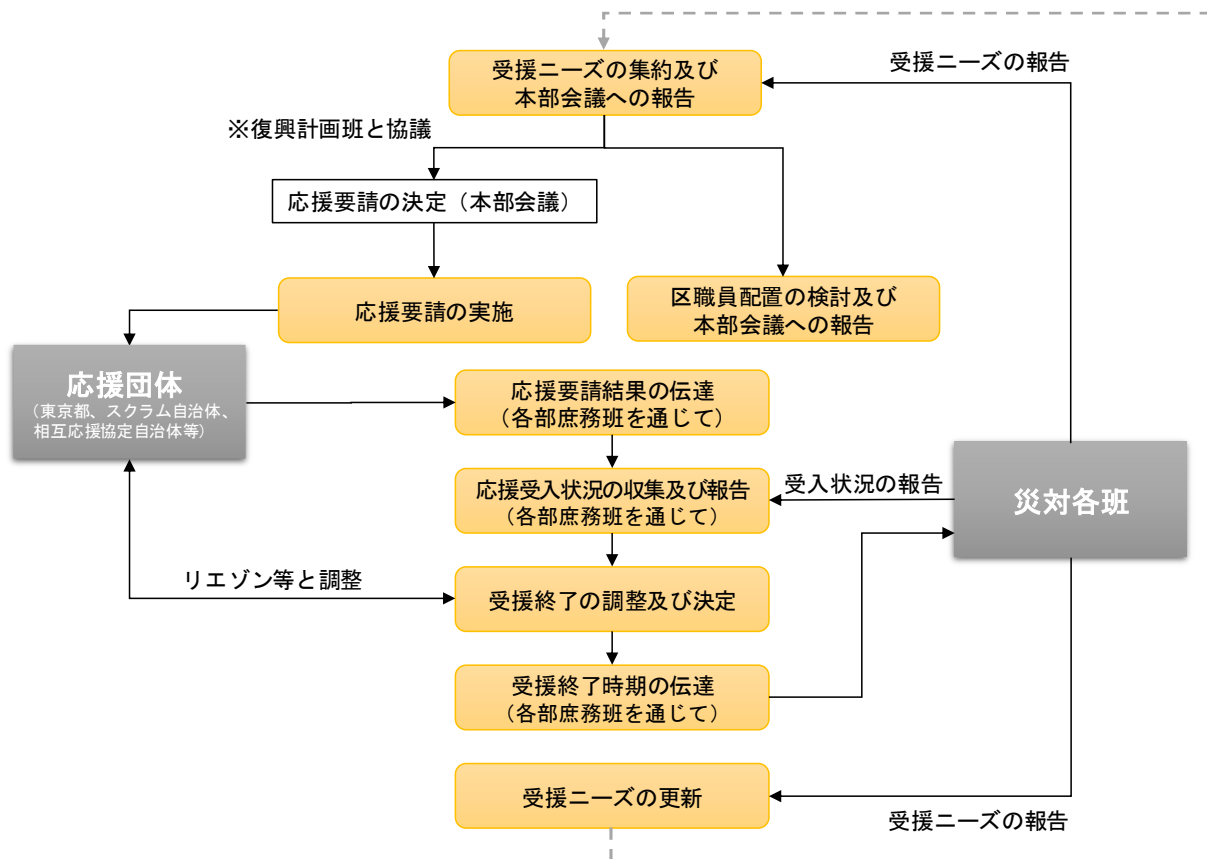 受援ニーズの集約及び
本部会議への報告
受援ニーズの報告
※復興計画班と協議
応援要請の決定（本部会議）
応援要請の実施
区職員配置の検討及び
本部会議への報告
応援団体
（東京都、スクラム自治体、
相互応援協定自治体等）
応援要請結果の伝達
（各部庶務班を通じて）
応援受入状況の収集及び報告
（各部庶務班を通じて）
受入状況の報告
災対各班
リエゾン等と調整
受援終了の調整及び決定
受援終了時期の伝達
（各部庶務班を通じて）
受援ニーズの更新
受援ニーズの報告